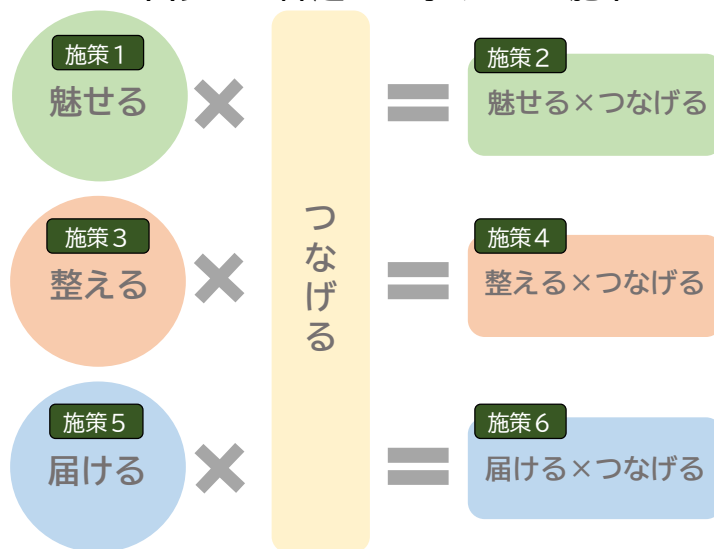 施策1
魅せる
×
つなげる
=
施策2
魅せる×つなげる
施策3
整える
×
=
施策4
整える×つなげる
施策5
届ける
×
=
施策6
届ける×つなげる